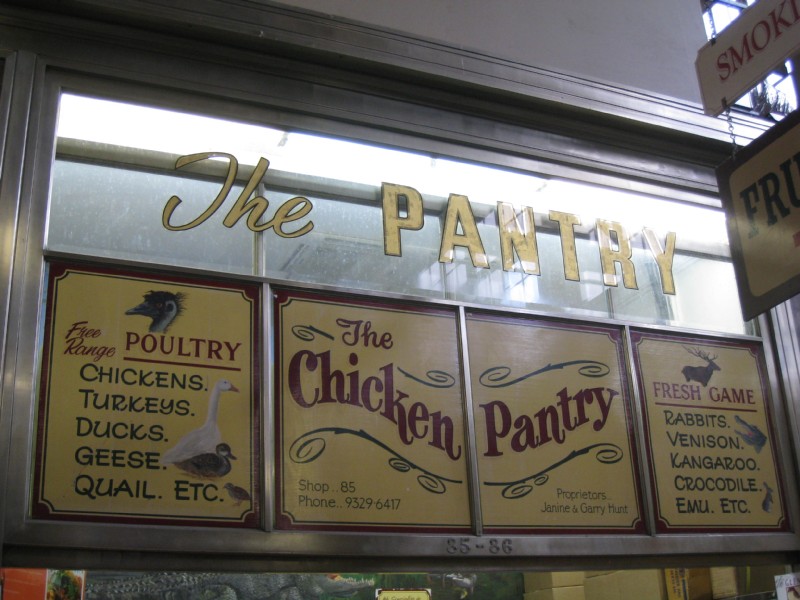 The PANTRY
Free
Range
POULTRY
CHICKENS.
TURKEYS.
DUCKS.
GEESE.
QUAIL. ETC.
The
Chicken
Shop.. 85
Phone.. 9329-6417
Pantry
Proprietors..
Janine & Garry Hunt
FRESH GAME
RABBITS.
VENISON.
KANGAROO.
CROCODILE.
EMU. ETC.
85-86